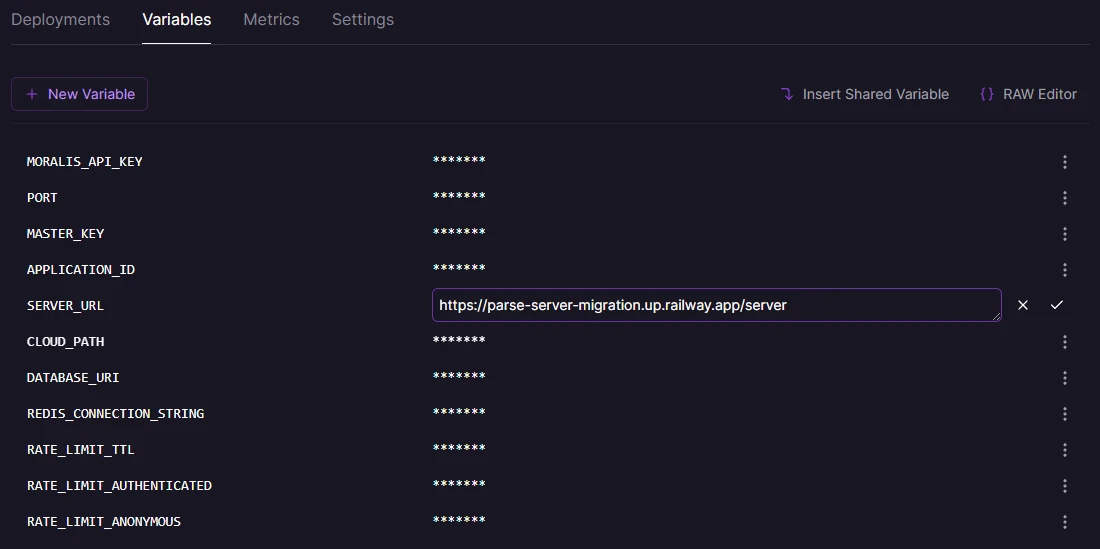 Deployments Variables Metrics Settings
+ New Variable Insert Shared Variable {} RAW Editor
MORALIS_API_KEY *******
PORT *******
MASTER_KEY *******
APPLICATION_ID *******
SERVER_URL https://parse-server-migration.up.railway.app/server
CLOUD_PATH *******
DATABASE_URI *******
REDIS_CONNECTION_STRING *******
RATE_LIMIT_TTL *******
RATE_LIMIT_AUTHENTICATED *******
RATE_LIMIT_ANONYMOUS *******